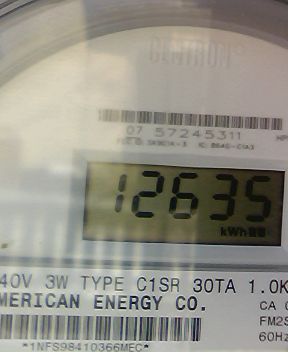 CENTRON®
07 57245311
12635
kWh
40V 3W TYPE C1SR 30TA 1.0K
MERICAN ENERGY CO.
CA
FM2S
60Hz
*1NFS98410366MEC*